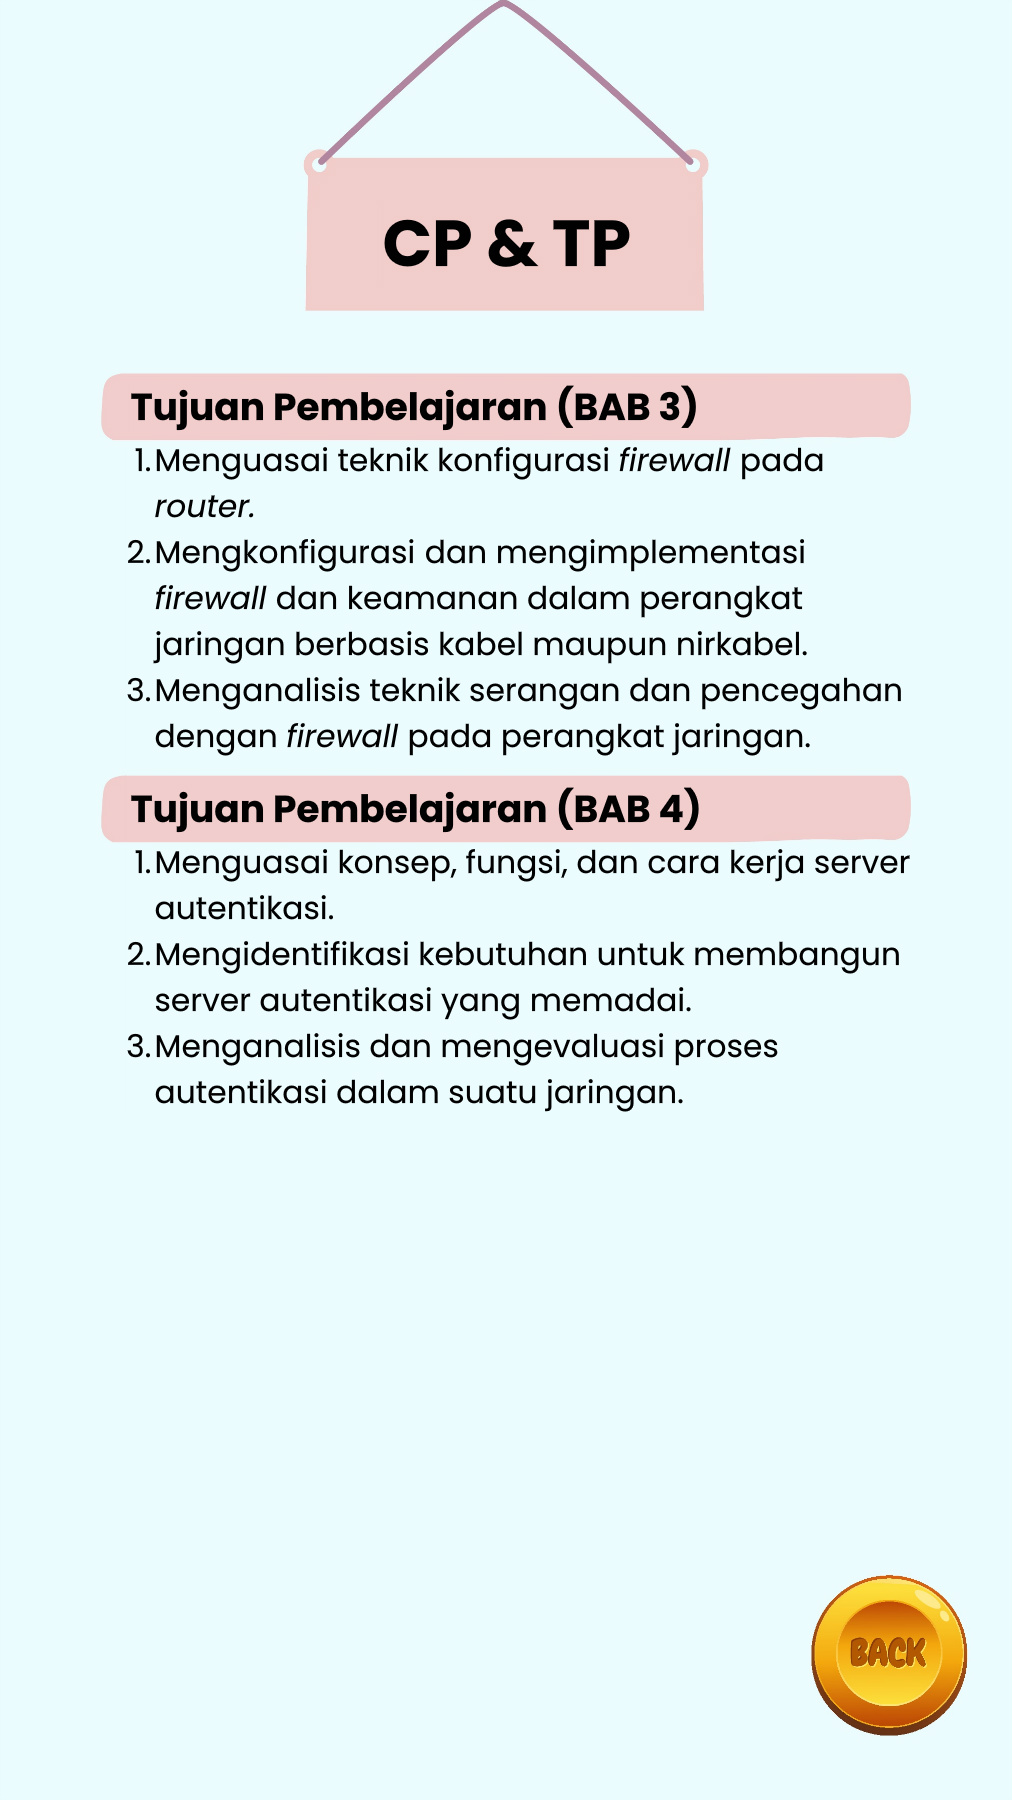 CP & TP
Tujuan Pembelajaran (BAB 3)
1. Menguasai teknik konfigurasi firewall pada
router.
2. Mengkonfigurasi dan mengimplementasi
firewall dan keamanan dalam perangkat
jaringan berbasis kabel maupun nirkabel.
3. Menganalisis teknik serangan dan pencegahan
dengan firewall pada perangkat jaringan.
Tujuan Pembelajaran (BAB 4)
1. Menguasai konsep, fungsi, dan cara kerja server
autentikasi.
2. Mengidentifikasi kebutuhan untuk membangun
server autentikasi yang memadai.
3. Menganalisis dan mengevaluasi proses
autentikasi dalam suatu jaringan.
BACK